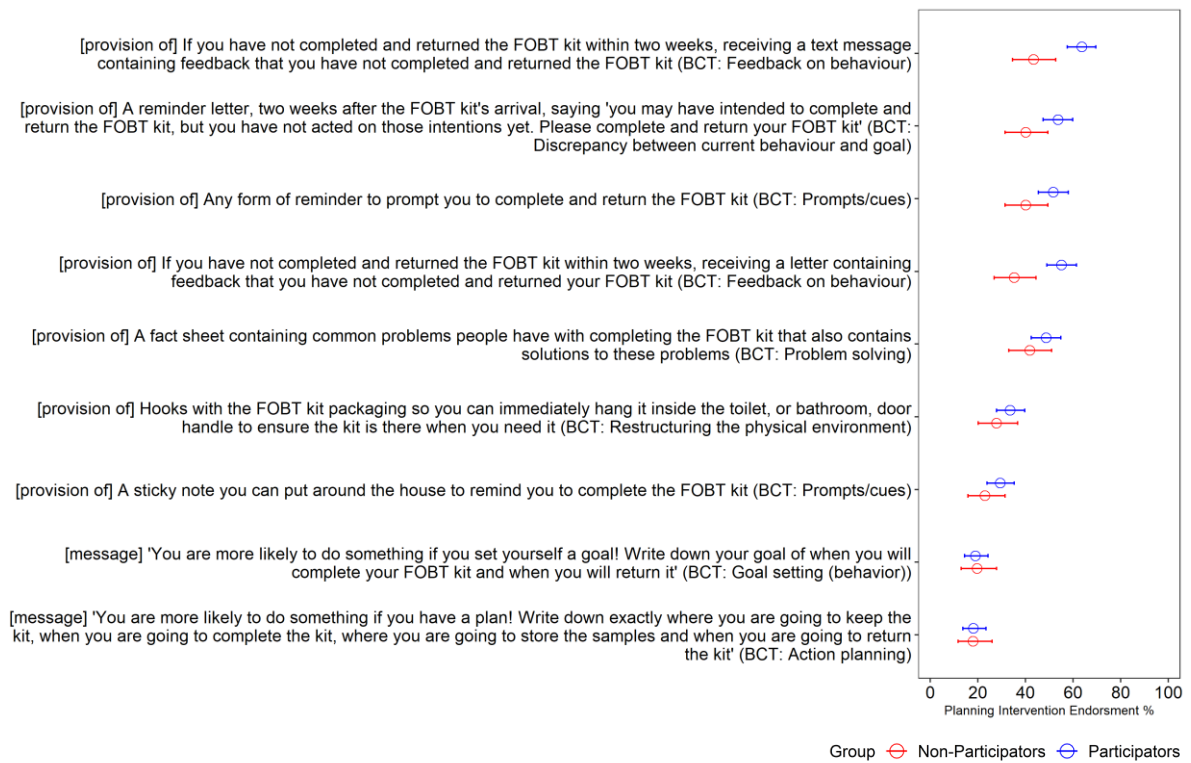 [provision of] If you have not completed and returned the FOBT kit within two weeks, receiving a text message
containing feedback that you have not completed and returned the FOBT kit (BCT: Feedback on behaviour)
[provision of] A reminder letter, two weeks after the FOBT kit's arrival, saying 'you may have intended to complete and
return the FOBT kit, but you have not acted on those intentions yet. Please complete and return your FOBT kit' (BCT:
Discrepancy between current behaviour and goal)
[provision of] Any form of reminder to prompt you to complete and return the FOBT kit (BCT: Prompts/cues)
[provision of] If you have not completed and returned the FOBT kit within two weeks, receiving a letter containing
feedback that you have not completed and returned your FOBT kit (BCT: Feedback on behaviour)
[provision of] A fact sheet containing common problems people have with completing the FOBT kit that also contains
solutions to these problems (BCT: Problem solving)
[provision of] Hooks with the FOBT kit packaging so you can immediately hang it inside the toilet, or bathroom, door
handle to ensure the kit is there when you need it (BCT: Restructuring the physical environment)
[provision of] A sticky note you can put around the house to remind you to complete the FOBT kit (BCT: Prompts/cues)
[message] 'You are more likely to do something if you set yourself a goal! Write down your goal of when you will
complete your FOBT kit and when you will return it' (BCT: Goal setting (behavior))
[message] 'You are more likely to do something if you have a plan! Write down exactly where you are going to keep the
kit, when you are going to complete the kit, where you are going to store the samples and when you are going to return
the kit' (BCT: Action planning)
0 20 40 60 80 100
Planning Intervention Endorsment %
Group Non-Participators Participators